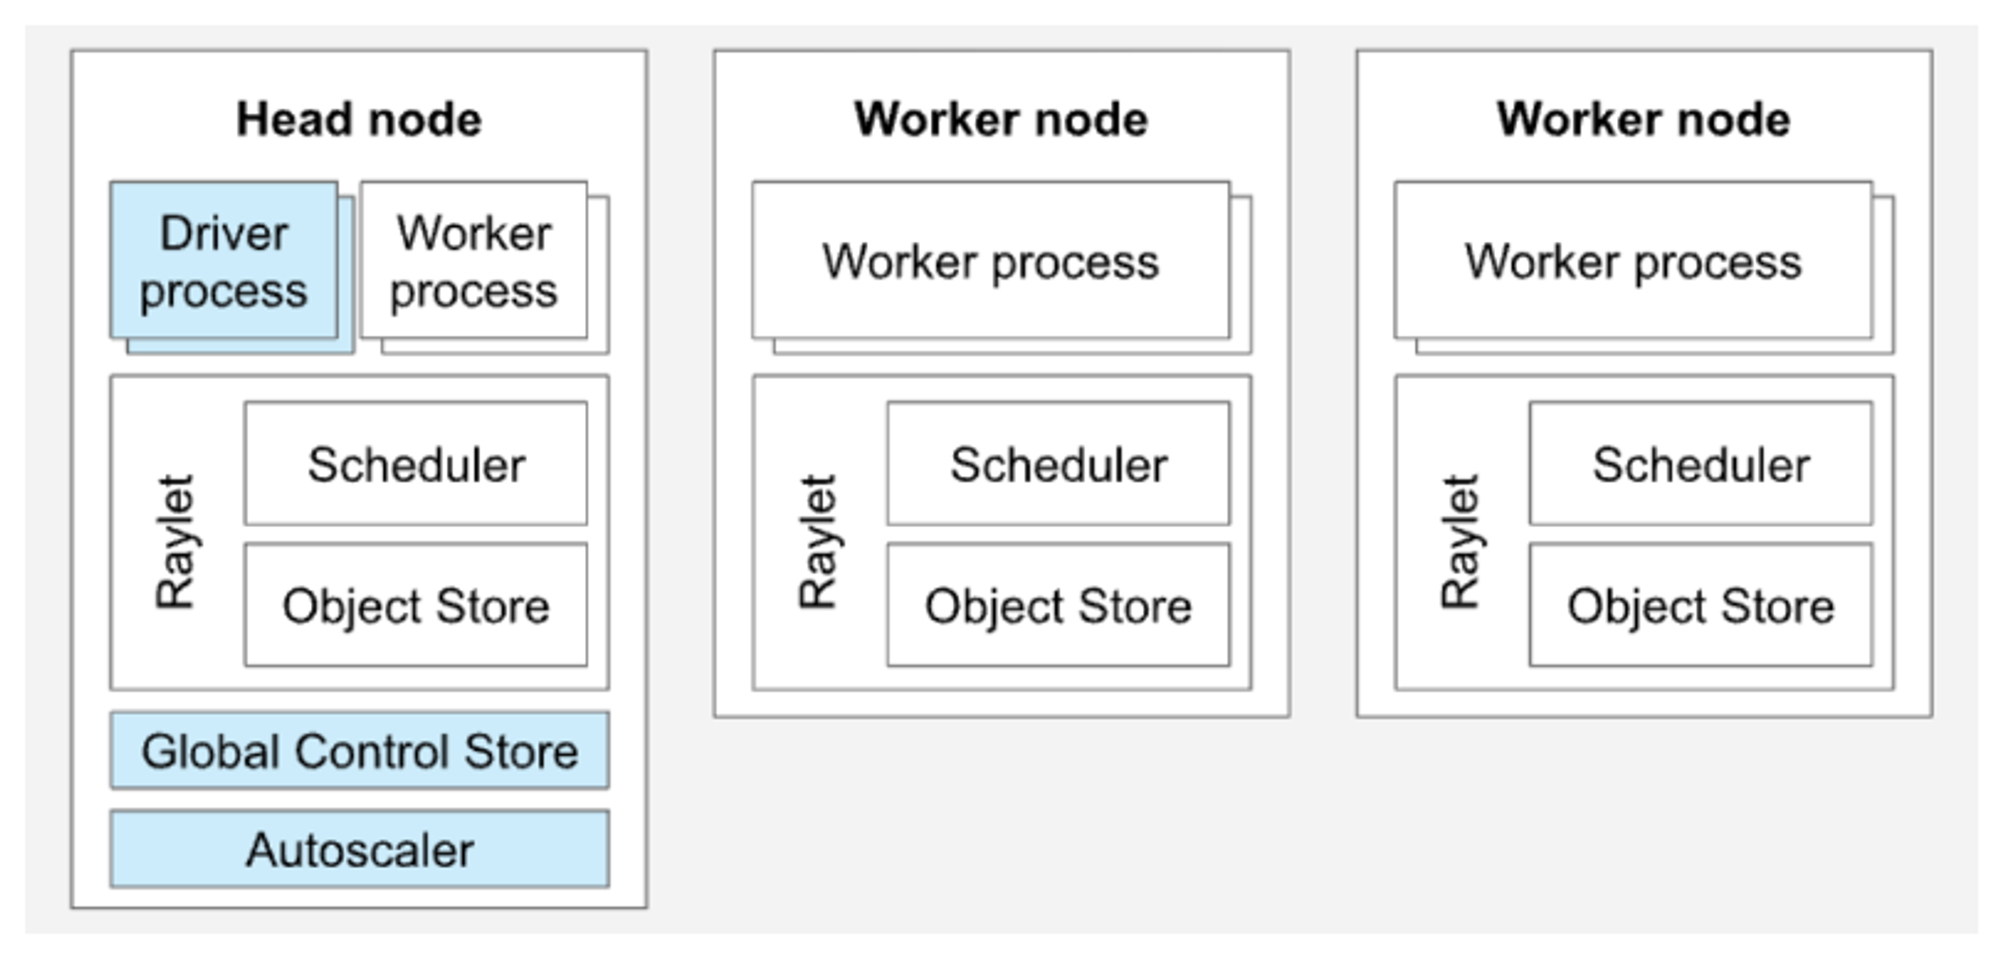 Head node
Driver
process
Worker
process
Raylet
Scheduler
Object Store
Global Control Store
Autoscaler
Worker node
Worker process
Raylet
Scheduler
Object Store
Worker node
Worker process
Raylet
Scheduler
Object Store